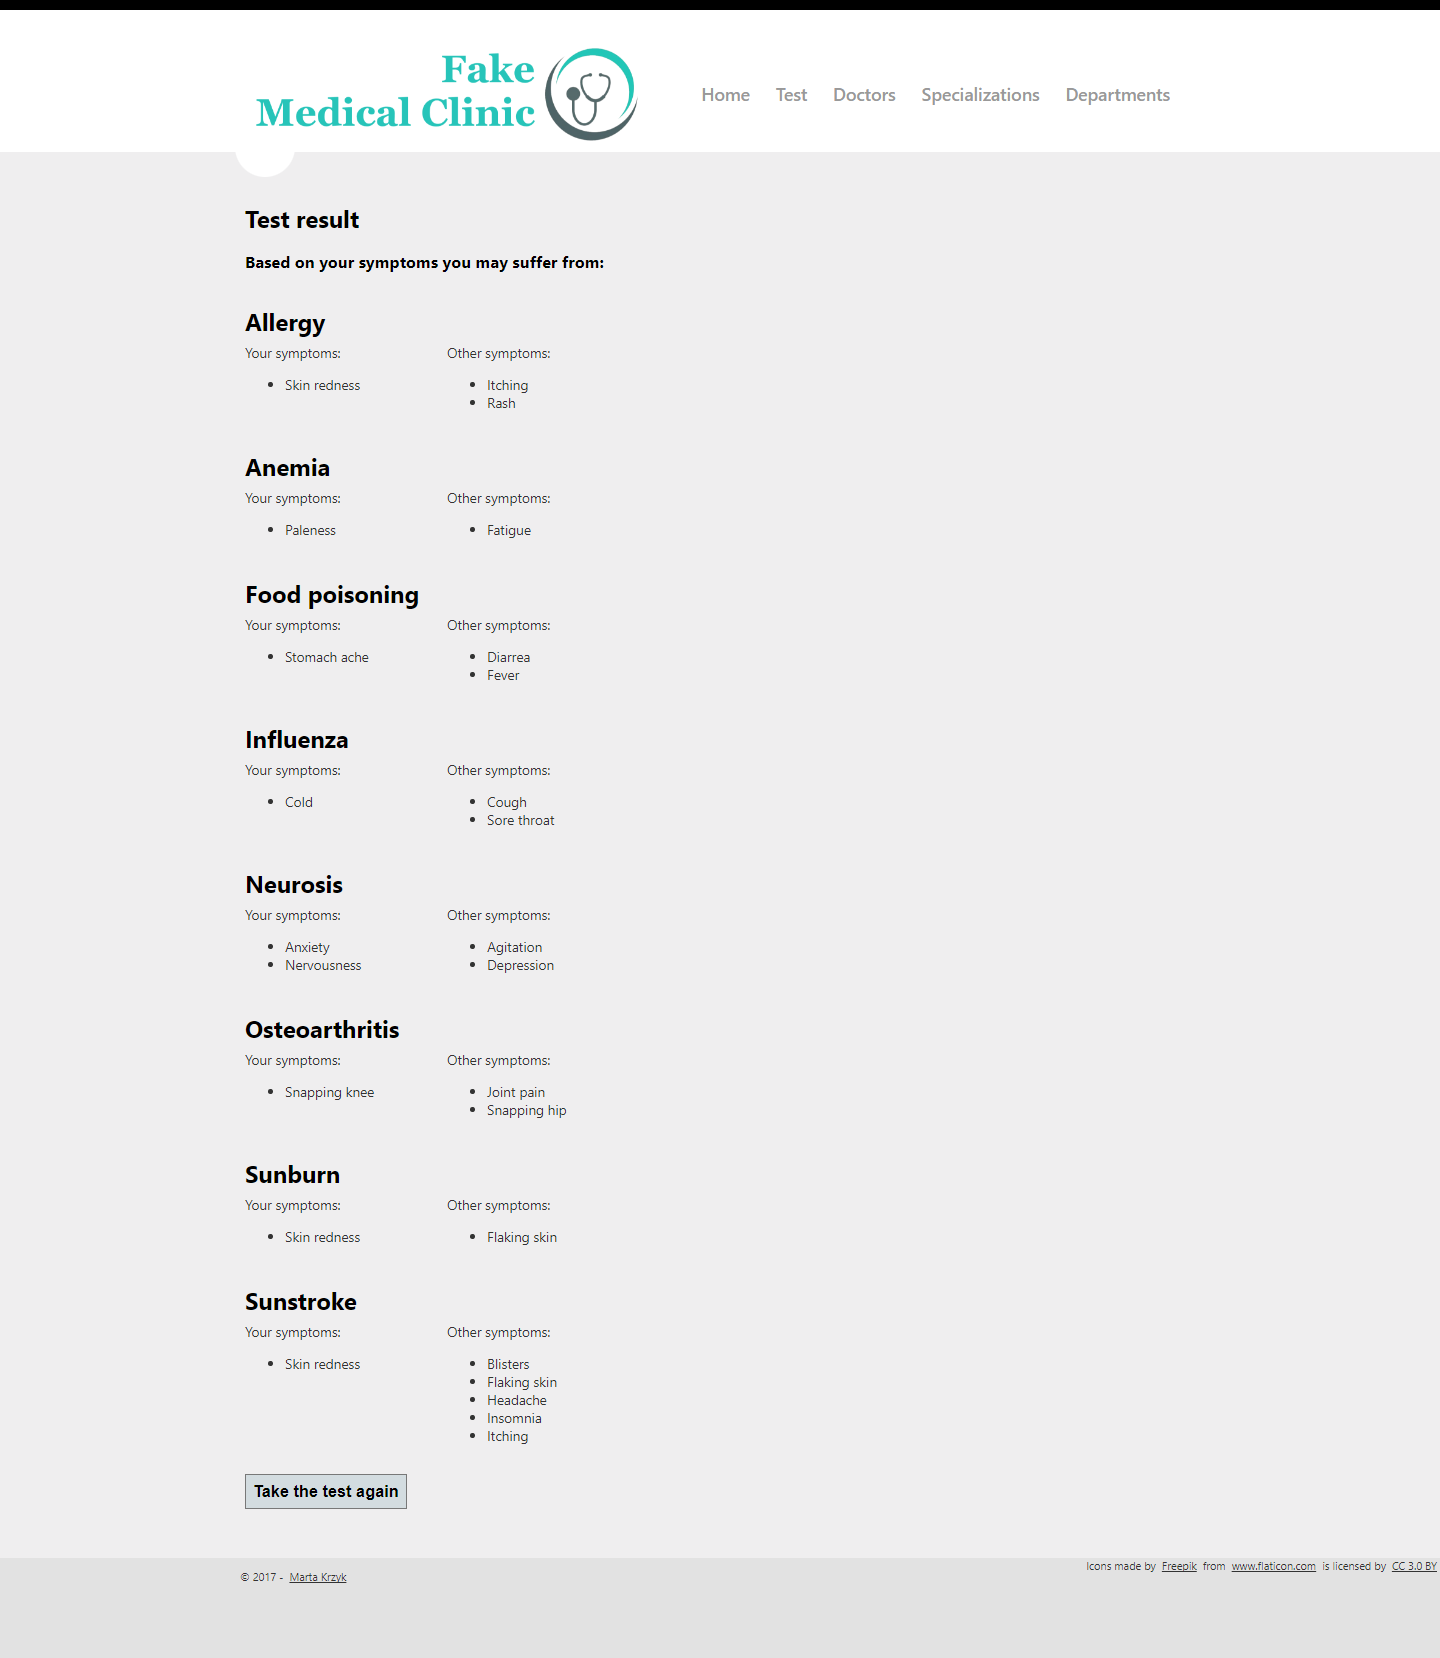 Fake
Medical Clinic
Home Test Doctors Specializations Departments
Test result
Based on your symptoms you may suffer from:
Allergy
Your symptoms: Other symptoms:
Skin redness Itching
Rash
Anemia
Your symptoms: Other symptoms:
Paleness Fatigue
Food poisoning
Your symptoms: Other symptoms:
Stomach ache Diarrea
Fever
Influenza
Your symptoms: Other symptoms:
Cold Cough
Sore throat
Neurosis
Your symptoms: Other symptoms:
Anxiety Agitation
Nervousness Depression
Osteoarthritis
Your symptoms: Other symptoms:
Snapping knee Joint pain
Snapping hip
Sunburn
Your symptoms: Other symptoms:
Skin redness Flaking skin
Sunstroke
Your symptoms: Other symptoms:
Skin redness Blisters
Flaking skin
Headache
Insomnia
Itching
Take the test again
Icons made by Freepik from www.flaticon.com is licensed by CC 3.0 BY
© 2017 - Marta Krzyk